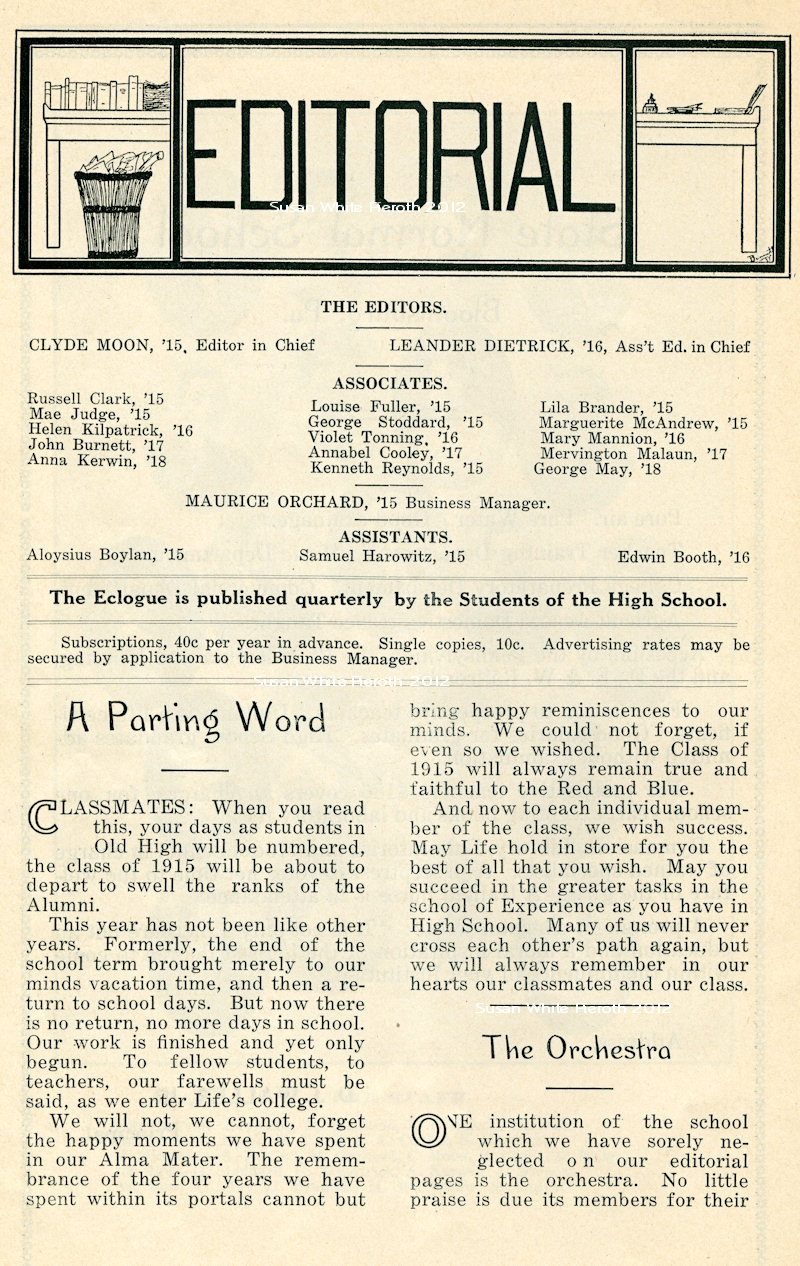 EDITORIAL
Susan White Heroth 2012
THE EDITORS.
CLYDE MOON, '15, Editor in Chief
LEANDER DIETRICK, '16, Ass't Ed. in Chief
ASSOCIATES.
Russell Clark, '15
Mae Judge, '15
Helen Kilpatrick, '16
John Burnett, '17
Anna Kerwin, '18
Louise Fuller, '15
George Stoddard, '15
Violet Tonning, '16
Annabel Cooley, '17
Kenneth Reynolds, '15
Lila Brander, '15
Marguerite McAndrew, '15
Mary Mannion, '16
Mervington Malaun, '17
George May, '18
MAURICE ORCHARD, '15 Business Manager.
ASSISTANTS.
Aloysius Boylan, '15
Samuel Harowitz, '15
Edwin Booth, '16
The Eclogue is published quarterly by the Students of the High School.
Subscriptions, 40c per year in advance. Single copies, 10c. Advertising rates may be
secured by application to the Business Manager.
Susan White Heroth 2012
A Parting Word
CLASSMATES: When you read
this, your days as students in
Old High will be numbered,
the class of 1915 will be about to
depart to swell the ranks of the
Alumni.
This year has not been like other
years. Formerly, the end of the
school term brought merely to our
minds vacation time, and then a re-
turn to school days. But now there
is no return, no more days in school.
Our work is finished and yet only
begun. To fellow students, to
teachers, our farewells must be
said, as we enter Life's college.
We will not, we cannot, forget
the happy moments we have spent
in our Alma Mater. The remem-
brance of the four years we have
spent within its portals cannot but
bring happy reminiscences to our
minds. We could not forget, if
even so we wished. The Class of
1915 will always remain true and
faithful to the Red and Blue.
And now to each individual mem-
ber of the class, we wish success.
May Life hold in store for you the
best of all that you wish. May you
succeed in the greater tasks in the
school of Experience as you have in
High School. Many of us will never
cross each other's path again, but
we will always remember in our
hearts our classmates and our class.
Susan White Heroth 2012
The Orchestra
ONE institution of the school
which we have sorely ne-
glected on our editorial
pages is the orchestra. No little
praise is due its members for their